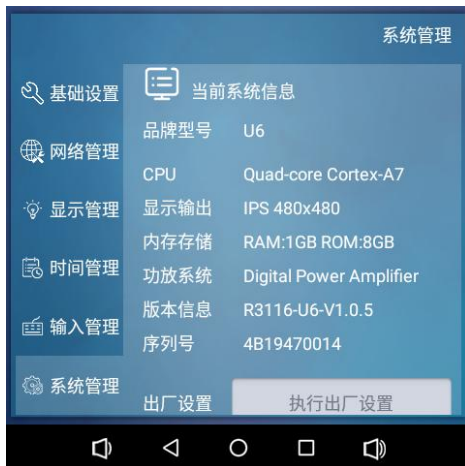 系统管理
基础设置
网络管理
显示管理
时间管理
输入管理
系统管理
当前系统信息
品牌型号 U6
CPU Quad-core Cortex-A7
显示输出 IPS 480x480
内存存储 RAM:1GB ROM:8GB
功放系统 Digital Power Amplifier
版本信息 R3116-U6-V1.0.5
序列号 4B19470014
出厂设置 执行出厂设置